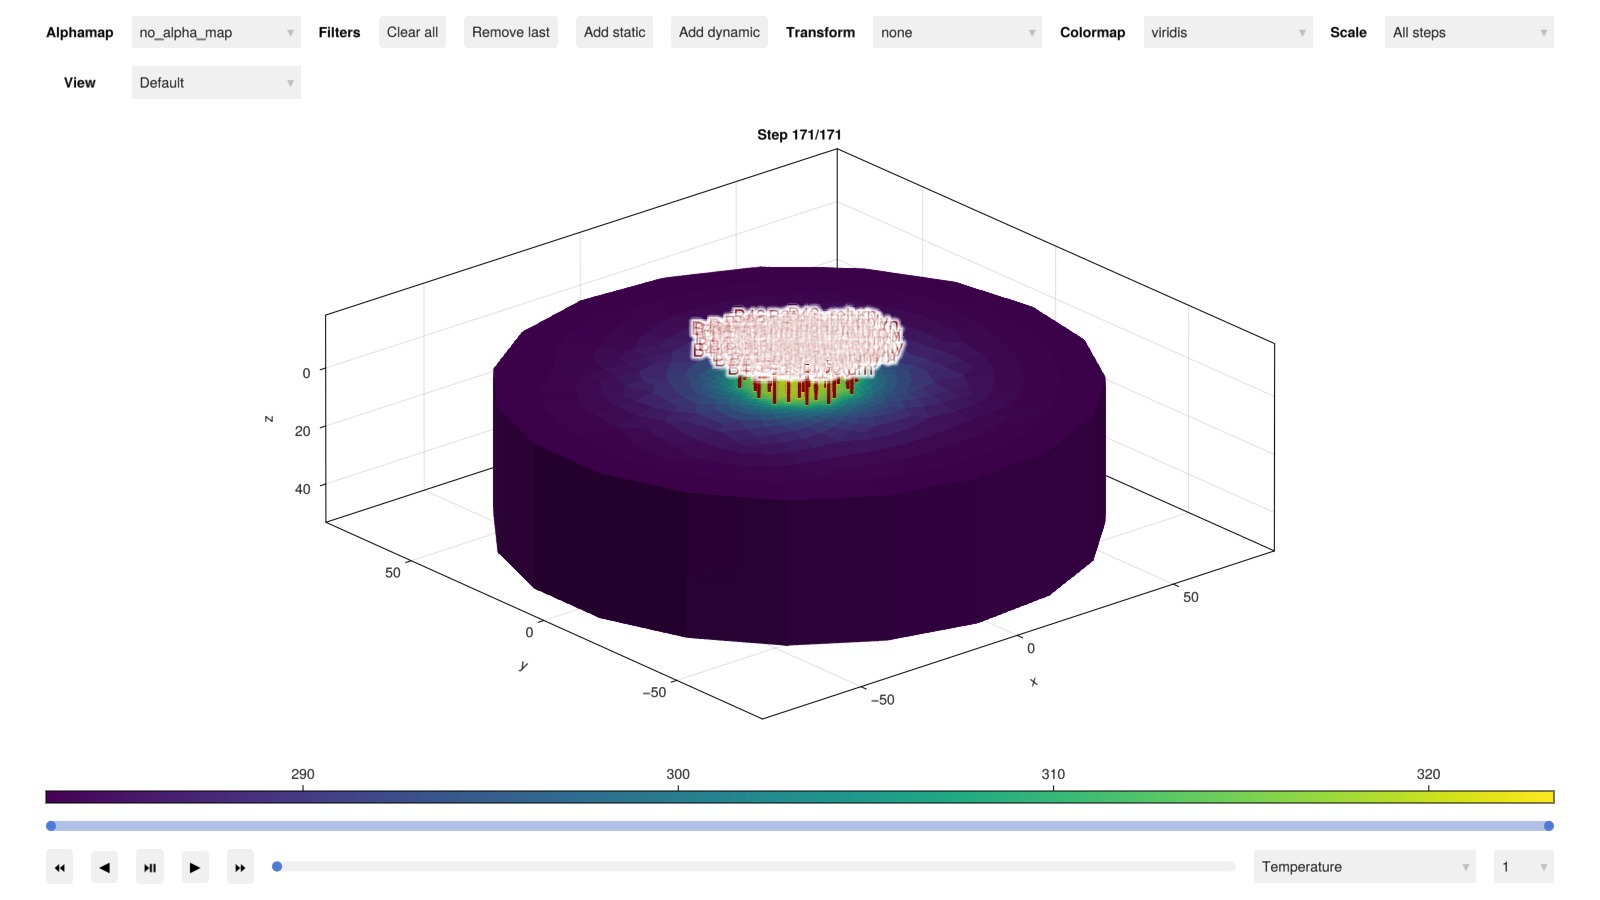 Alphamap no_alpha_map Filters Clear all Remove last Add static Add dynamic Transform none Colormap viridis Scale All steps
View Default
Step 171/171
0
20
40
z
50
0
−50
y
−50
0
50
x
290 300 310 320
Temperature 1